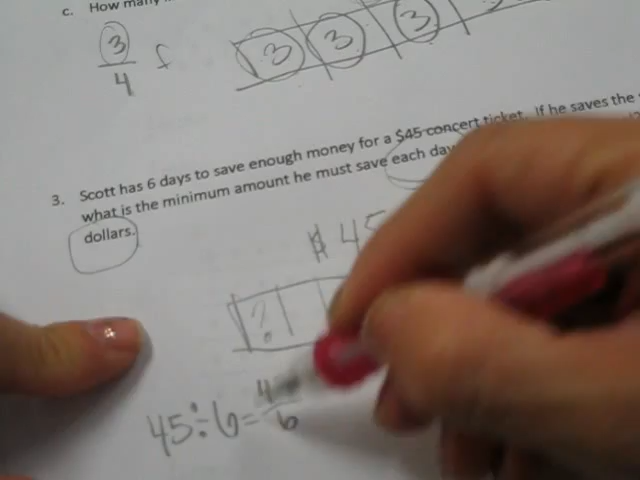 c. How many
3 3 3 3
4
3. Scott has 6 days to save enough money for a $45 concert ticket. If he saves the
what is the minimum amount he must save each day
dollars.
$ 45
?
45÷6=4
6